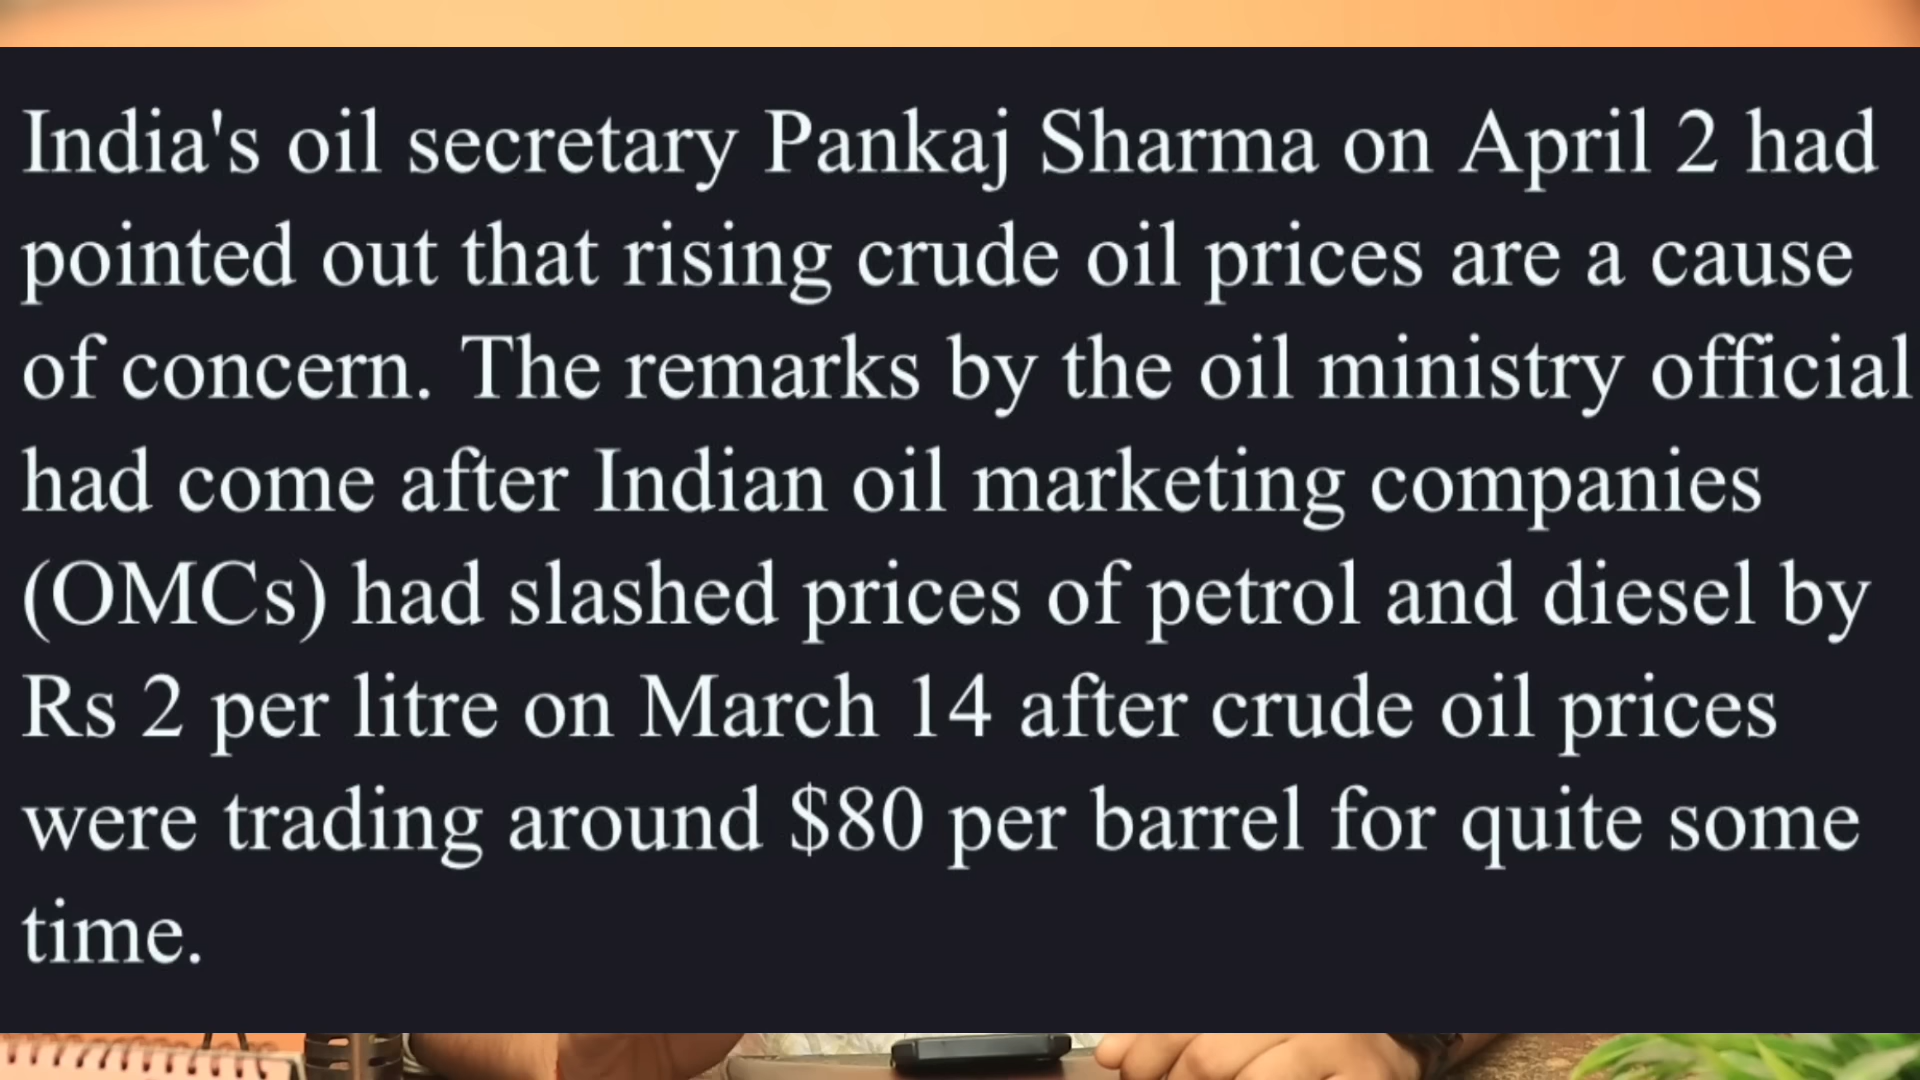 India's oil secretary Pankaj Sharma on April 2 had
pointed out that rising crude oil prices are a cause
of concern. The remarks by the oil ministry official
had come after Indian oil marketing companies
(OMCs) had slashed prices of petrol and diesel by
Rs 2 per litre on March 14 after crude oil prices
were trading around $80 per barrel for quite some
time.